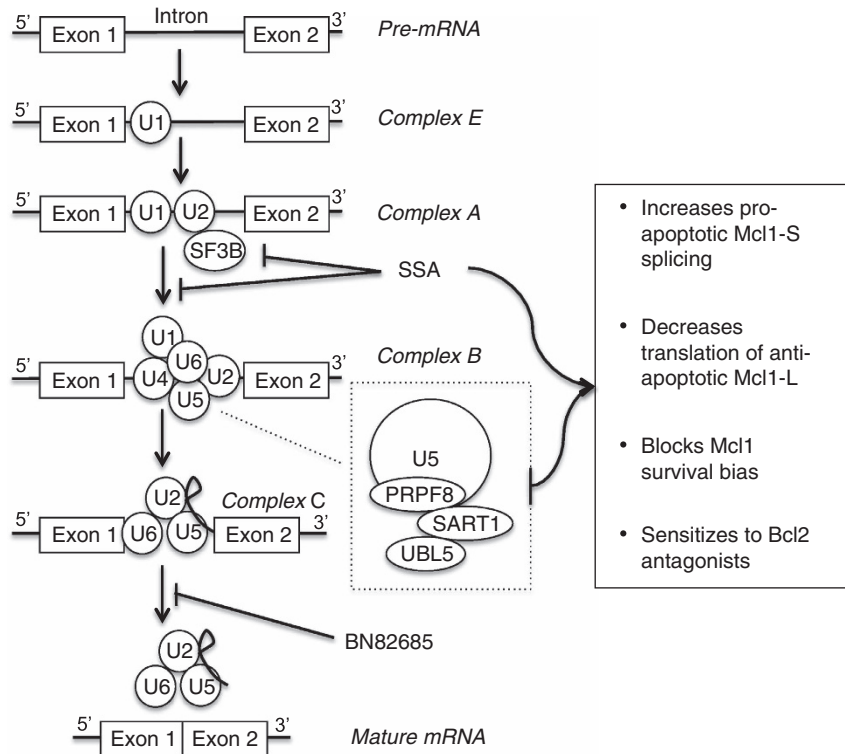 Intron
5’ Exon 1 Exon 2 3’ Pre-mRNA
5’ Exon 1 U1 Exon 2 3’ Complex E
5’ Exon 1 U1 U2 Exon 2 3’ Complex A
SF3B
SSA
U1
U6
5’ Exon 1 U4 U2 Exon 2 3’ Complex B
U5
U5
PRPF8
SART1
UBL5
U2 Complex C
5’ Exon 1 U6 U5 Exon 2 3’
BN82685
U2
U6 U5
5’ Exon 1 Exon 2 3’ Mature mRNA
• Increases pro-
apoptotic Mcl1-S
splicing
• Decreases
translation of anti-
apoptotic Mcl1-L
• Blocks Mcl1
survival bias
• Sensitizes to Bcl2
antagonists